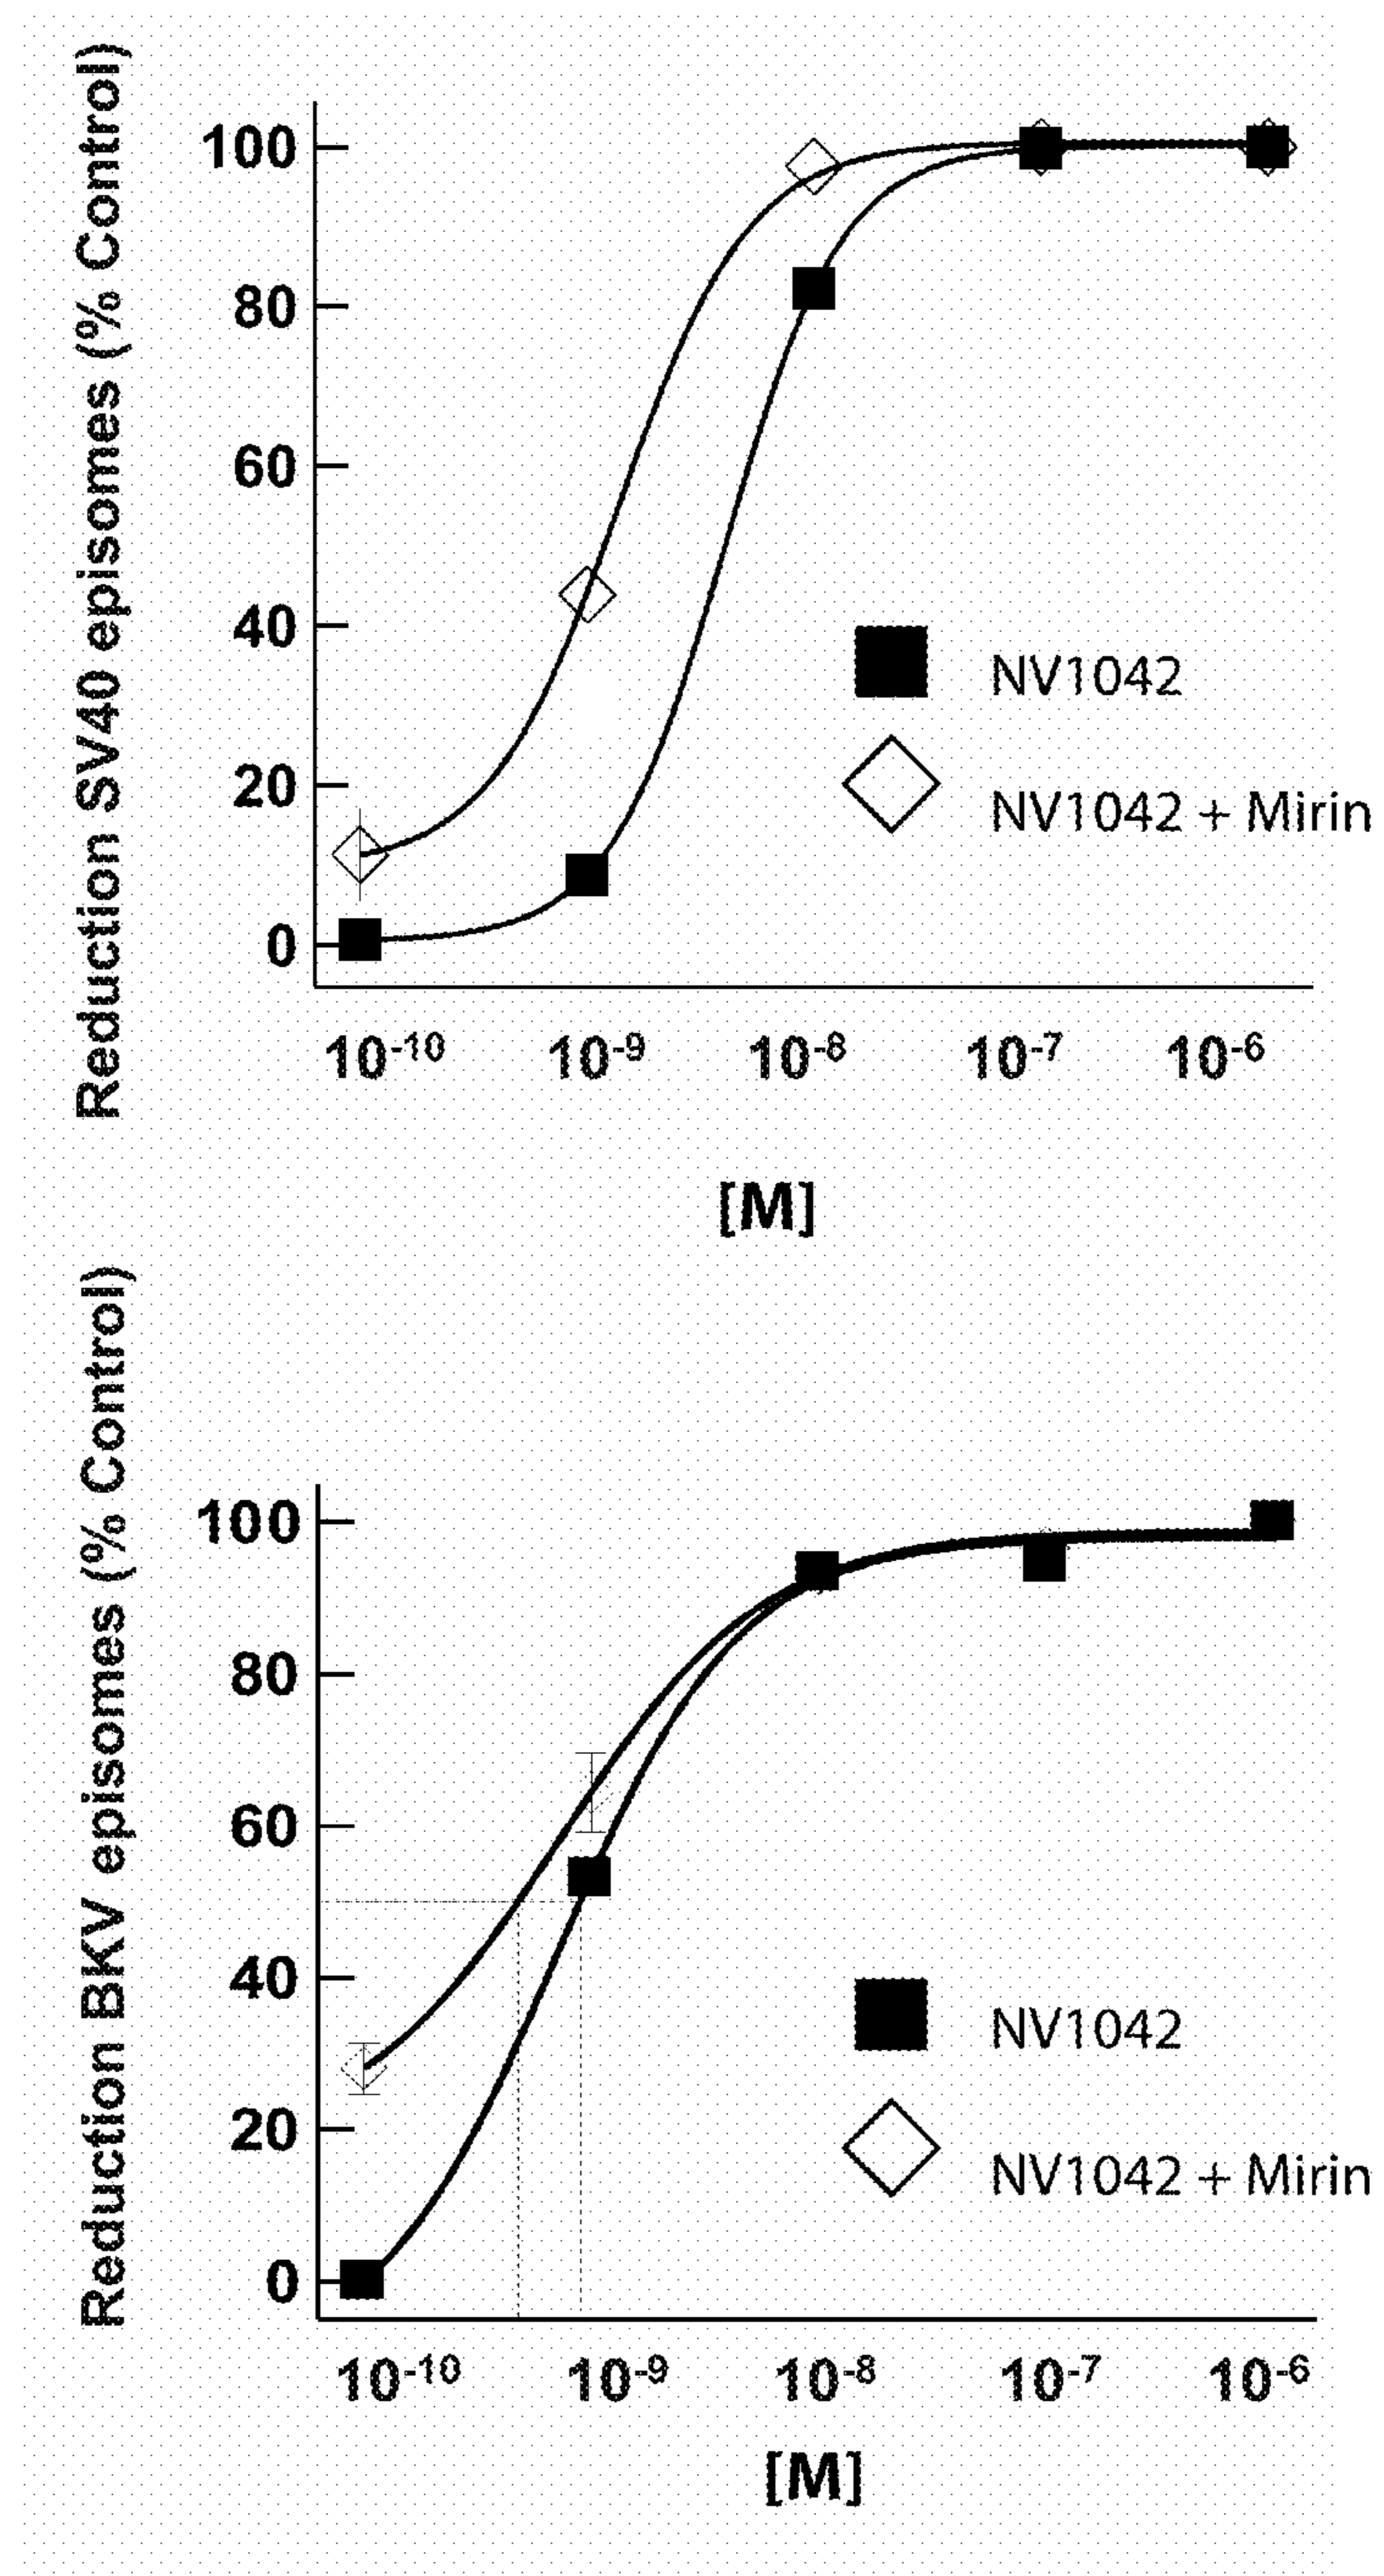 Reduction SV40 episomes (% Control)
100
80
60
40
20
0
NV1042
NV1042 + Mirin
10⁻¹⁰ 10⁻⁹ 10⁻⁸ 10⁻⁷ 10⁻⁶
[M]
Reduction BKV episomes (% Control)
100
80
60
40
20
0
NV1042
NV1042 + Mirin
10⁻¹⁰ 10⁻⁹ 10⁻⁸ 10⁻⁷ 10⁻⁶
[M]